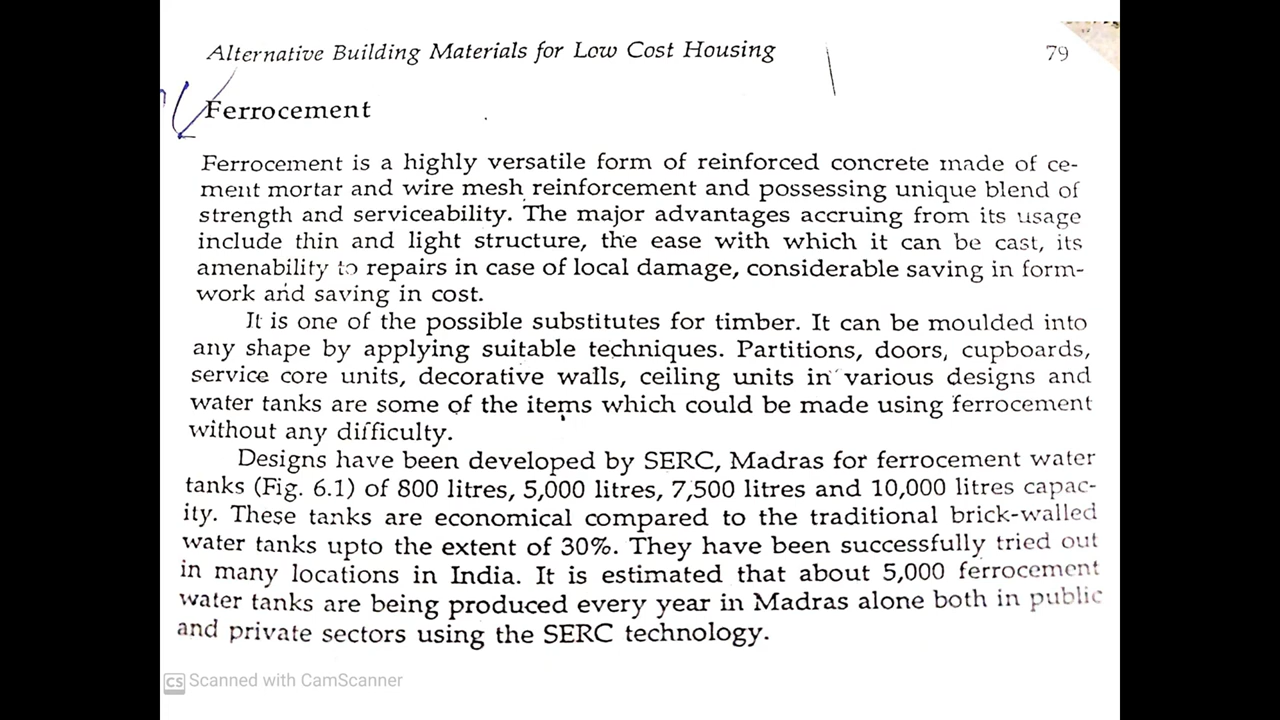 Alternative Building Materials for Low Cost Housing 79
Ferrocement
Ferrocement is a highly versatile form of reinforced concrete made of ce-
ment mortar and wire mesh reinforcement and possessing unique blend of
strength and serviceability. The major advantages accruing from its usage
include thin and light structure, the ease with which it can be cast, its
amenability to repairs in case of local damage, considerable saving in form-
work and saving in cost.
It is one of the possible substitutes for timber. It can be moulded into
any shape by applying suitable techniques. Partitions, doors, cupboards,
service core units, decorative walls, ceiling units in various designs and
water tanks are some of the items which could be made using ferrocement
without any difficulty.
Designs have been developed by SERC, Madras for ferrocement water
tanks (Fig. 6.1) of 800 litres, 5,000 litres, 7,500 litres and 10,000 litres capac-
ity. These tanks are economical compared to the traditional brick-walled
water tanks upto the extent of 30%. They have been successfully tried out
in many locations in India. It is estimated that about 5,000 ferrocement
water tanks are being produced every year in Madras alone both in public
and private sectors using the SERC technology.
CS Scanned with CamScanner